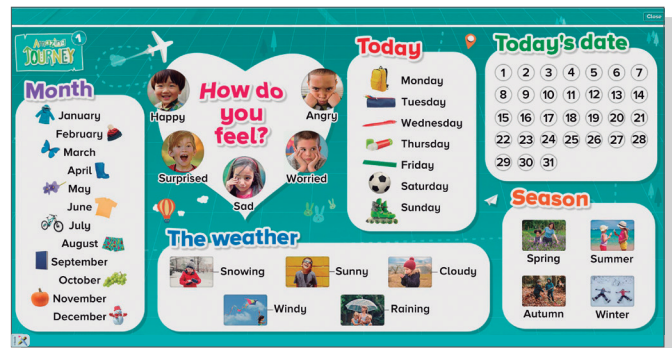 Close
Amazing
JOURNEY 1
Month
January
February
March
April
May
June
July
August
September
October
November
December
How do
you
feel?
Happy
Angry
Surprised
Worried
Sad
Today
Monday
Tuesday
Wednesday
Thursday
Friday
Saturday
Sunday
Today's date
1 2 3 4 5 6 7
8 9 10 11 12 13 14
15 16 17 18 19 20 21
22 23 24 25 26 27 28
29 30 31
The weather
Snowing
Sunny
Cloudy
Windy
Raining
Season
Spring
Summer
Autumn
Winter